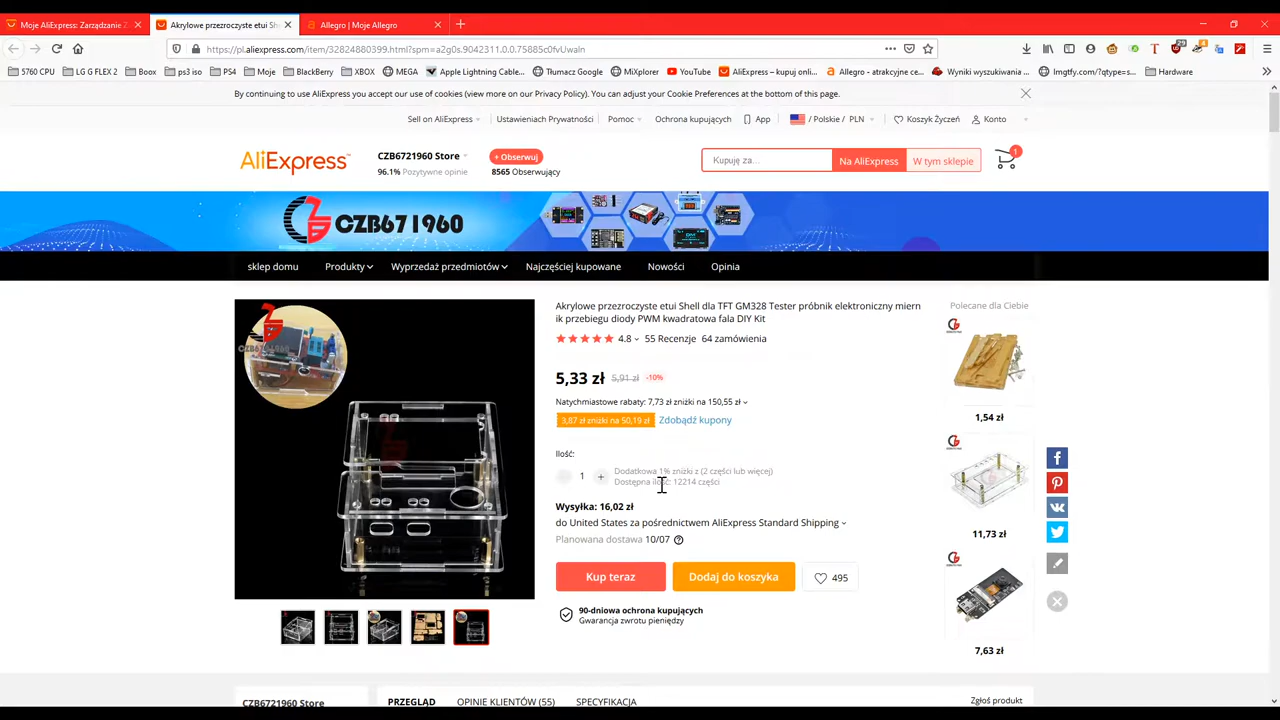 Moje AliExpress: Zarządzanie Z
Akrylowe przezroczyste etui Sh
Allegro | Moje Allegro
https://pl.aliexpress.com/item/32824880399.html?spm=a2g0s.9042311.0.0.75885c0fvUwaln
5760 CPU
LG G FLEX 2
Boox
ps3 iso
PS4
Moje
BlackBerry
XBOX
MEGA
Apple Lightning Cable...
Tłumacz Google
MiXplorer
YouTube
AliExpress – kupuj onli...
Allegro - atrakcyjne ce...
Wyniki wyszukiwania ...
lmgtfy.com/?qtype=s...
Hardware
By continuing to use AliExpress you accept our use of cookies (view more on our Privacy Policy). You can adjust your Cookie Preferences at the bottom of this page.
Sell on AliExpress
Ustawieniach Prywatności
Pomoc
Ochrona kupujących
App
/ Polskie / PLN
Koszyk Życzeń
Konto
AliExpress
CZB6721960 Store
96.1% Pozytywne opinie
+ Obserwuj
8565 Obserwujący
Kupuję za...
Na AliExpress
W tym sklepie
1
CZB671960
sklep domu
Produkty
Wyprzedaż przedmiotów
Najczęściej kupowane
Nowości
Opinia
Akrylowe przezroczyste etui Shell dla TFT GM328 Tester próbnik elektroniczny miern
ik przebiegu diody PWM kwadratowa fala DIY Kit
4.8
55 Recenzje
64 zamówienia
5,33 zł
5,91 zł
-10%
Natychmiastowe rabaty: 7,73 zł zniżki na 150,55 zł
3,87 zł zniżki na 50,19 zł
Zdobądź kupony
Ilość:
1
+
Dodatkowa 1% zniżki z (2 części lub więcej)
Dostępna ilość: 12214 części
Wysyłka: 16,02 zł
do United States za pośrednictwem AliExpress Standard Shipping
Planowana dostawa 10/07
Kup teraz
Dodaj do koszyka
495
90-dniowa ochrona kupujących
Gwarancja zwrotu pieniędzy
Polecane dla Ciebie
1,54 zł
11,73 zł
7,63 zł
CZB6721960 Store
PRZEGLĄD
OPINIE KLIENTÓW (55)
SPECYFIKACJA
Zgłoś produkt